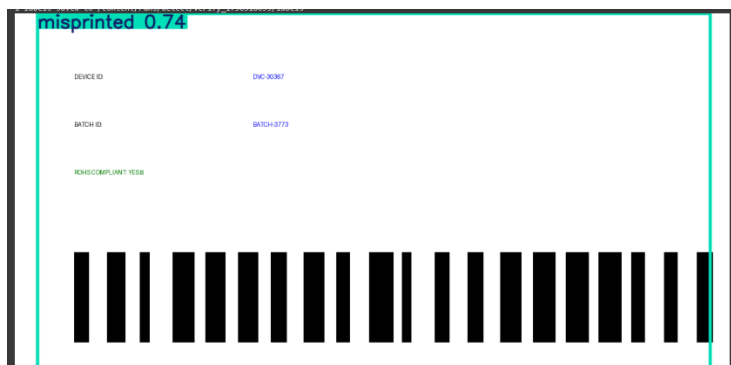 misprinted 0.74
DEVICE ID: DVC-30367
BATCH ID: BATCH-3773
ROHS COMPLIANT YES